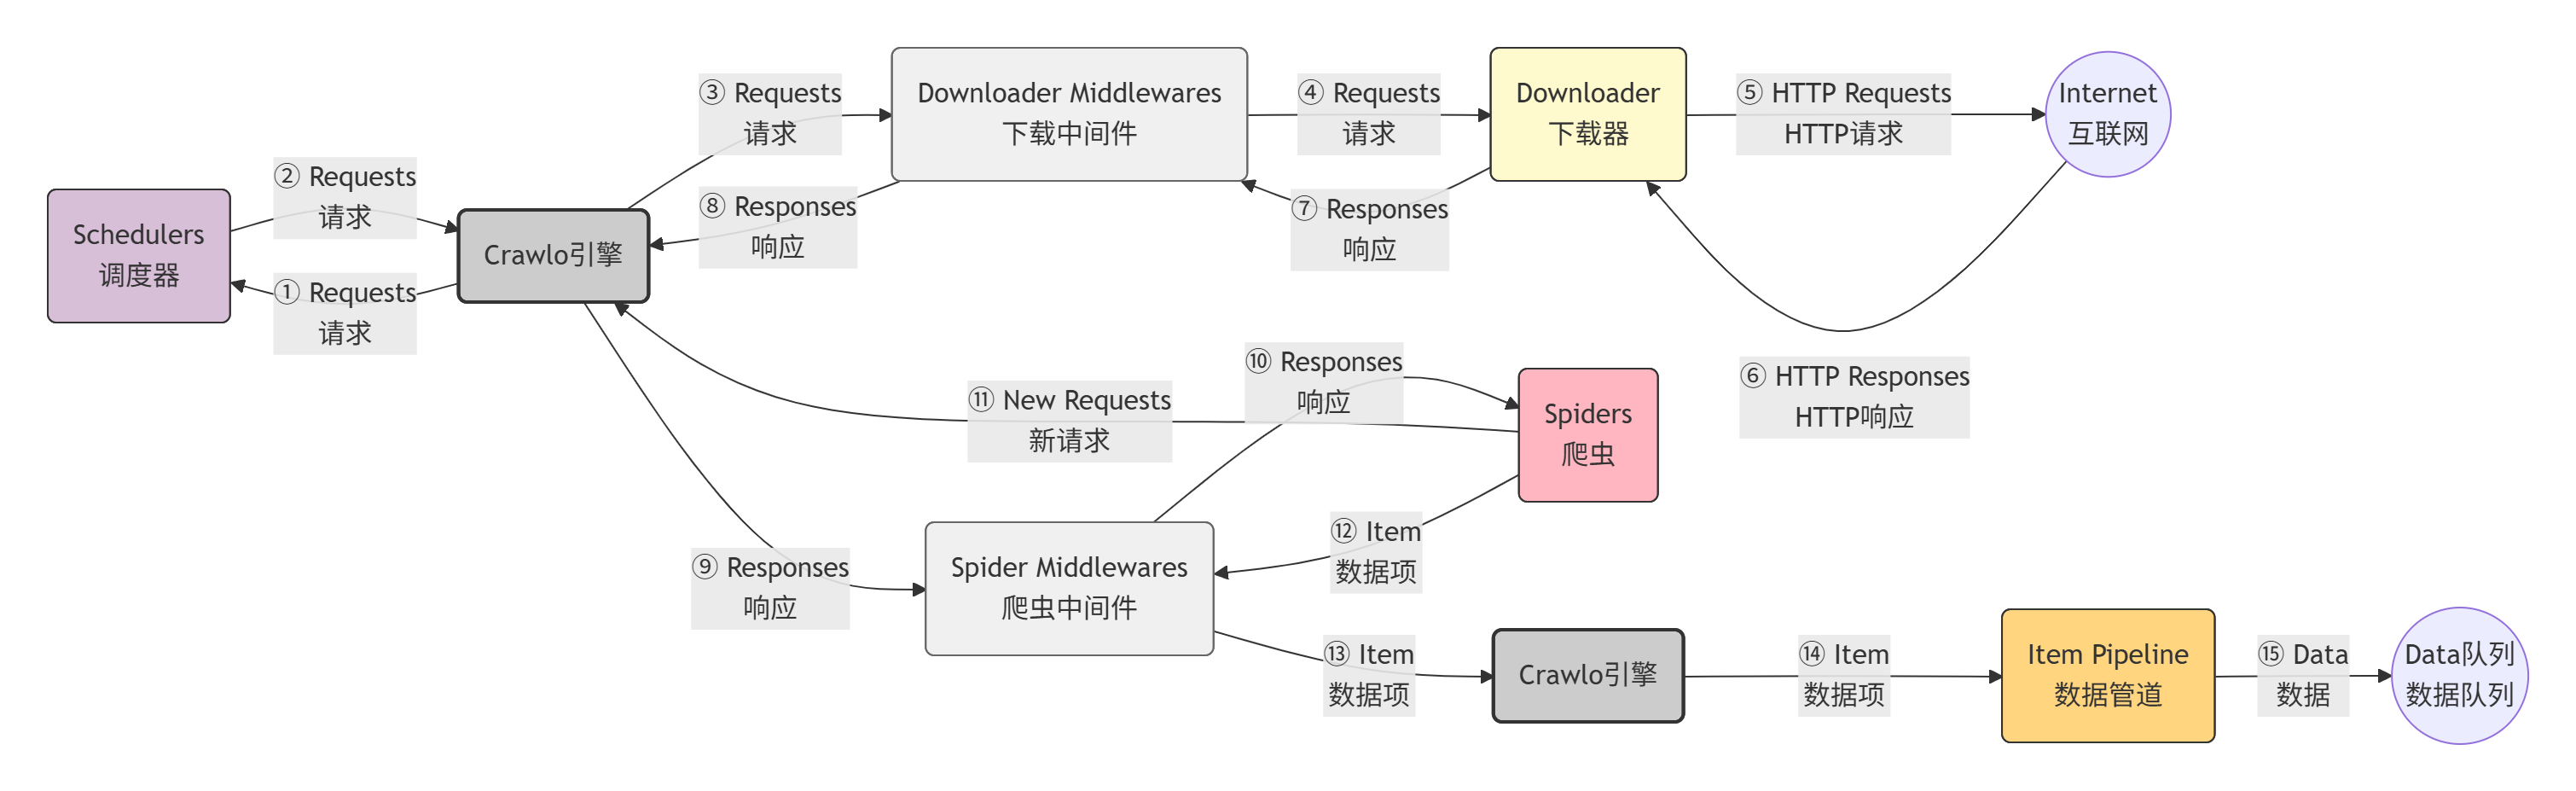 Schedulers
调度器
② Requests
请求
① Requests
请求
Crawlo引擎
③ Requests
请求
⑧ Responses
响应
Downloader Middlewares
下载中间件
④ Requests
请求
⑦ Responses
响应
Downloader
下载器
⑤ HTTP Requests
HTTP请求
Internet
互联网
⑥ HTTP Responses
HTTP响应
⑨ Responses
响应
Spider Middlewares
爬虫中间件
⑩ Responses
响应
⑪ New Requests
新请求
Spiders
爬虫
⑫ Item
数据项
⑬ Item
数据项
Crawlo引擎
⑭ Item
数据项
Item Pipeline
数据管道
⑮ Data
数据
Data队列
数据队列